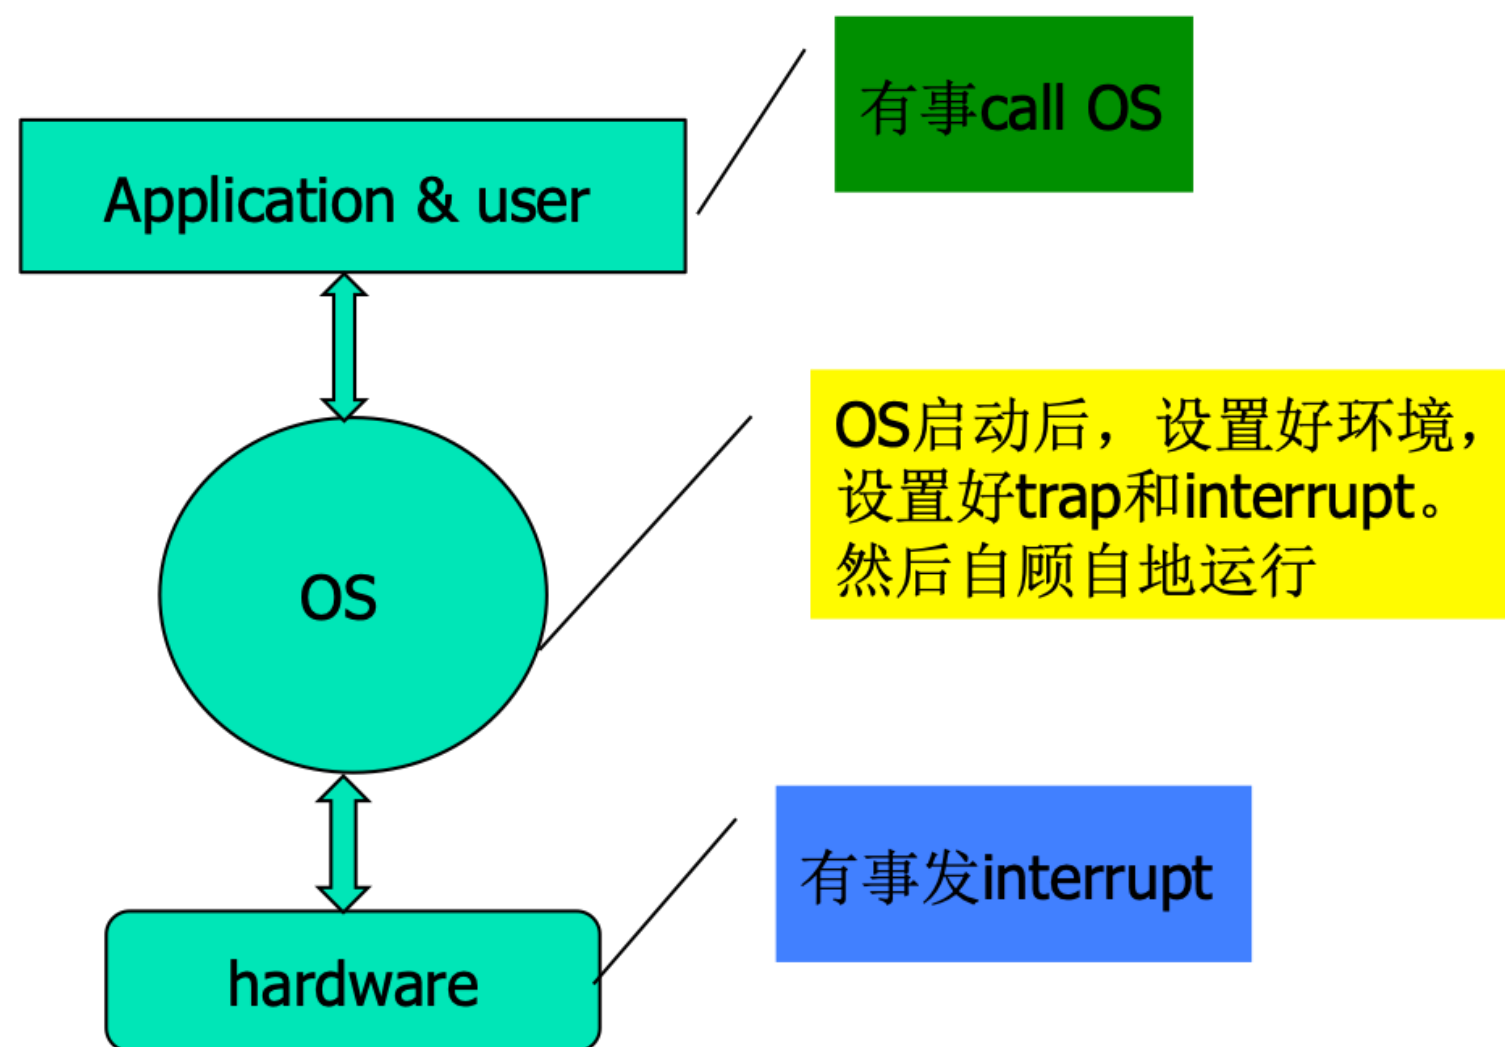 有事call OS
Application & user
OS启动后，设置好环境，
设置好trap和interrupt。
然后自顾自地运行
OS
有事发interrupt
hardware